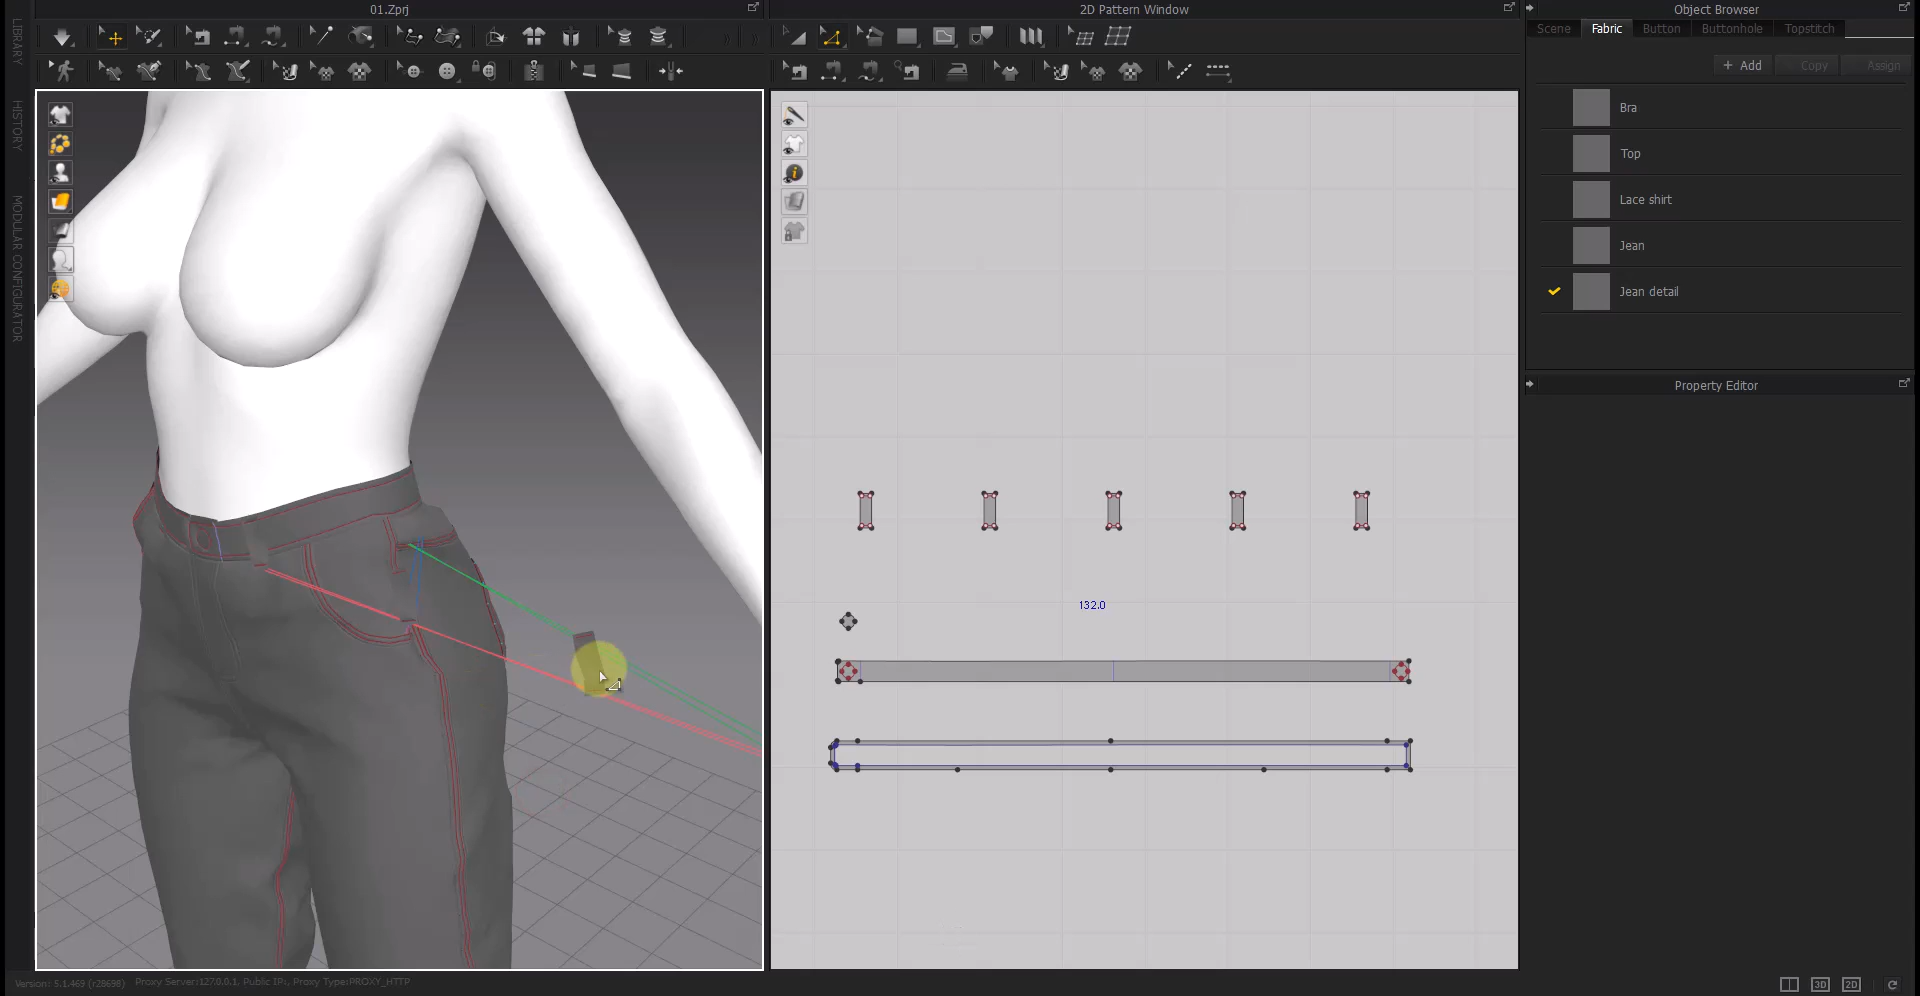 01.Zprj
2D Pattern Window
Object Browser
Scene
Fabric
Button
Buttonhole
Topstitch
+ Add
Copy
Assign
Bra
Top
Lace shirt
Jean
Jean detail
Property Editor
LIBRARY
HISTORY
MODULAR CONFIGURATOR
132.0
Version: 5.1.469 (r28698)
Proxy Server:127.0.0.1, Public IP:, Proxy Type:PROXY_HTTP
3D
2D